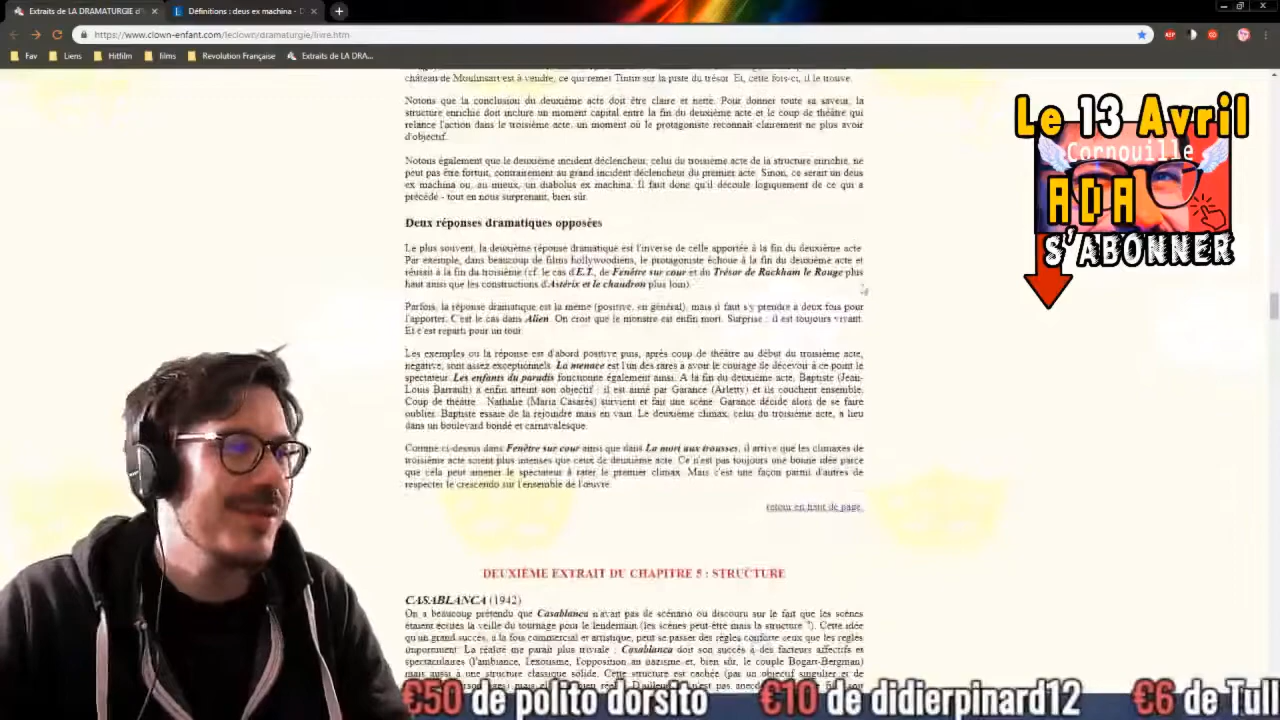 Extraits de LA DRAMATURGIE d'
Définitions : deus ex machina - D
https://www.clown-enfant.com/leclown/dramaturgie/livre.htm
Fav
Liens
Hitfilm
films
Revolution Française
Extraits de LA DRA...
château de Moulinsart est à vendre, ce qui remet Tintin sur la piste du trésor. Et, cette fois-ci, il le trouve.
Notons que la conclusion du deuxième acte doit être claire et nette. Pour donner toute sa saveur, la
structure enrichie doit inclure un moment capital entre la fin du deuxième acte et le coup de théâtre qui
relance l'action dans le troisième acte, un moment où le protagoniste reconnaît clairement ne plus avoir
d'objectif.
Notons également que le deuxième incident déclencheur, celui du troisième acte de la structure enrichie, ne
peut pas être fortuit, contrairement au grand incident déclencheur du premier acte. Sinon, ce serait un deus
ex machina ou, au mieux, un diabolus ex machina. Il faut donc qu'il découle logiquement de ce qui a
précédé - tout en nous surprenant, bien sûr.
Deux réponses dramatiques opposées
Le plus souvent, la deuxième réponse dramatique est l'inverse de celle apportée à la fin du deuxième acte.
Par exemple, dans beaucoup de films hollywoodiens, le protagoniste échoue à la fin du deuxième acte et
réussit à la fin du troisième (cf. le cas d'E.T., de Fenêtre sur cour et du Trésor de Rackham le Rouge plus
haut ainsi que les constructions d'Astérix et le chaudron plus loin).
Parfois, la réponse dramatique est la même (positive, en général), mais il faut s'y prendre à deux fois pour
l'apporter. C'est le cas dans Alien. On croit que le monstre est enfin mort. Surprise : il est toujours vivant.
Et c'est reparti pour un tour.
Les exemples où la réponse est d'abord positive puis, après coup de théâtre au début du troisième acte,
négative, sont assez exceptionnels. La menace est l'un des rares à avoir le courage de décevoir à ce point le
spectateur. Les enfants du paradis fonctionne également ainsi. A la fin du deuxième acte, Baptiste (Jean-
Louis Barrault) a enfin atteint son objectif : il est aimé par Garance (Arletty) et ils couchent ensemble.
Coup de théâtre : Nathalie (Maria Casarès) survient et fait une scène. Garance décide alors de se faire
oublier. Baptiste essaie de la rejoindre mais en vain. Le deuxième climax, celui du troisième acte, a lieu
dans un boulevard bondé et carnavalesque.
Comme ci-dessus dans Fenêtre sur cour ainsi que dans La mort aux trousses, il arrive que les climaxes de
troisième acte soient plus intenses que ceux de deuxième acte. Ce n'est pas toujours une bonne idée parce
que cela peut amener le spectateur à rater le premier climax. Mais c'est une façon parmi d'autres de
respecter le crescendo sur l'ensemble de l'œuvre.
retour en haut de page
DEUXIÈME EXTRAIT DU CHAPITRE 5 : STRUCTURE
CASABLANCA (1942)
On a beaucoup prétendu que Casablanca n'avait pas de scénario ou discouru sur le fait que les scènes
étaient écrites la veille du tournage pour le lendemain (les scènes peut-être mais la structure ?). Cette idée
qu'un grand succès, à la fois commercial et artistique, peut se passer des règles conforte ceux que les règles
importunent. La réalité me paraît plus triviale : Casablanca doit son succès à des facteurs affectifs et
spectaculaires (l'ambiance, l'exotisme, l'opposition au nazisme et, bien sûr, le couple Bogart-Bergman)
mais aussi à une structure classique solide. Cette structure est cachée (par un objectif singulier et de
Le 13 Avril
Cornouille
ADA
S'ABONNER
€50 de polito dorsito €10 de didierpinard12 €6 de Tull